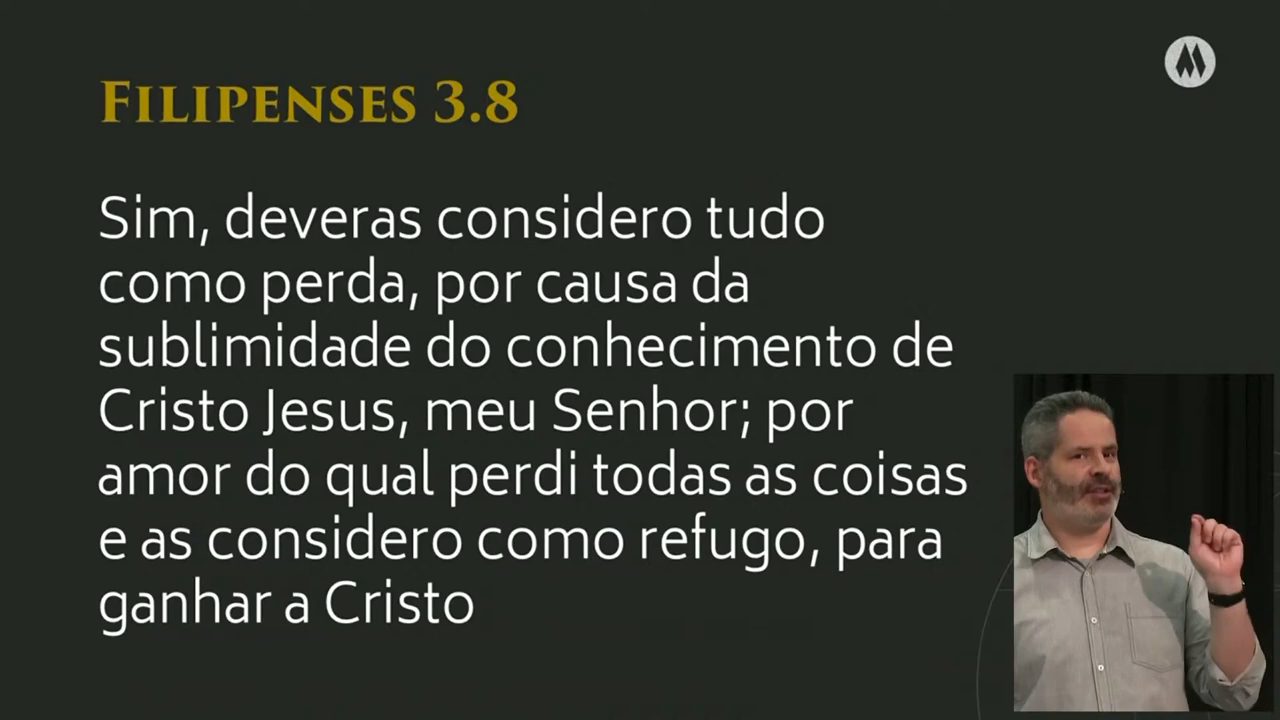 FILIPENSES 3.8
Sim, deveras considero tudo
como perda, por causa da
sublimidade do conhecimento de
Cristo Jesus, meu Senhor; por
amor do qual perdi todas as coisas
e as considero como refugo, para
ganhar a Cristo